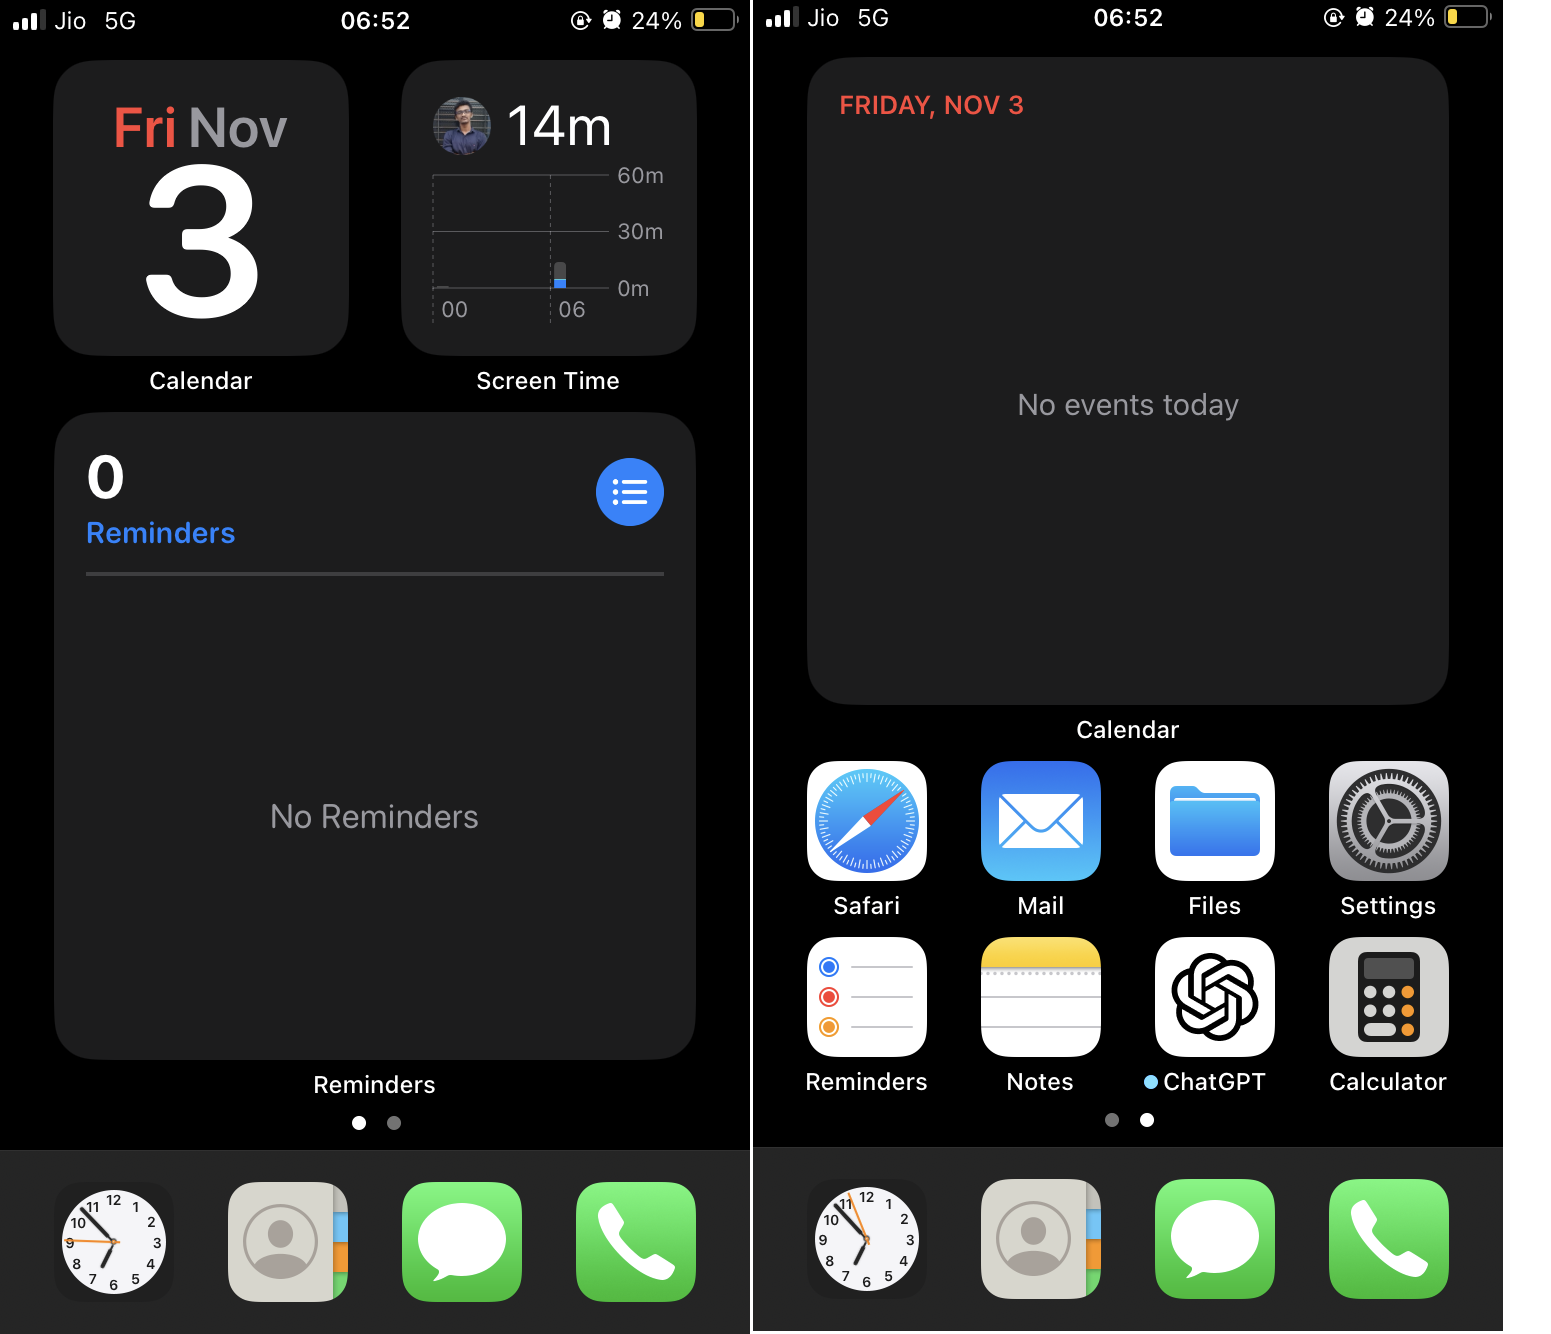 Jio 5G 06:52 24%
Fri Nov
3
Calendar
14m
60m
30m
0m
00 06
Screen Time
0
Reminders
No Reminders
Reminders
12
1
2
3
4
5
6
7
8
9
10
11
Jio 5G 06:52 24%
FRIDAY, NOV 3
No events today
Calendar
Safari Mail Files Settings
Reminders Notes ChatGPT Calculator
12
1
2
3
4
5
6
7
8
9
10
11